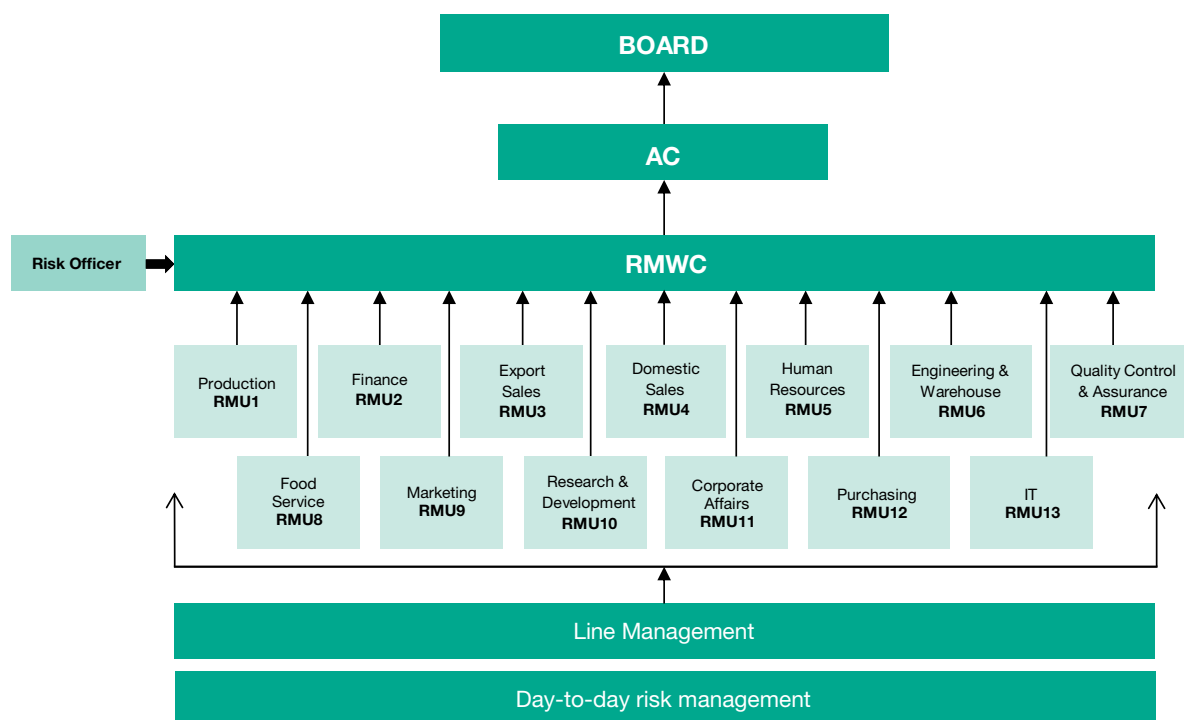 BOARD
AC
Risk Officer
RMWC
Production
RMU1
Finance
RMU2
Export
Sales
RMU3
Domestic
Sales
RMU4
Human
Resources
RMU5
Engineering &
Warehouse
RMU6
Quality Control
& Assurance
RMU7
Food
Service
RMU8
Marketing
RMU9
Research &
Development
RMU10
Corporate
Affairs
RMU11
Purchasing
RMU12
IT
RMU13
Line Management
Day-to-day risk management